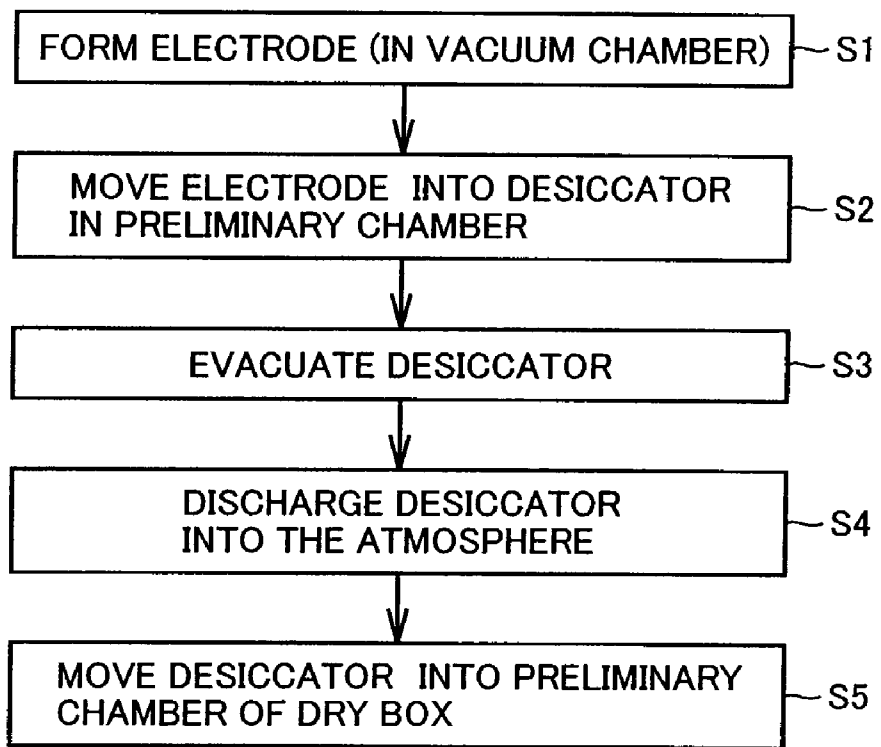 FORM ELECTRODE (IN VACUUM CHAMBER) S1
MOVE ELECTRODE INTO DESICCATOR
IN PRELIMINARY CHAMBER S2
EVACUATE DESICCATOR S3
DISCHARGE DESICCATOR
INTO THE ATMOSPHERE S4
MOVE DESICCATOR INTO PRELIMINARY
CHAMBER OF DRY BOX S5